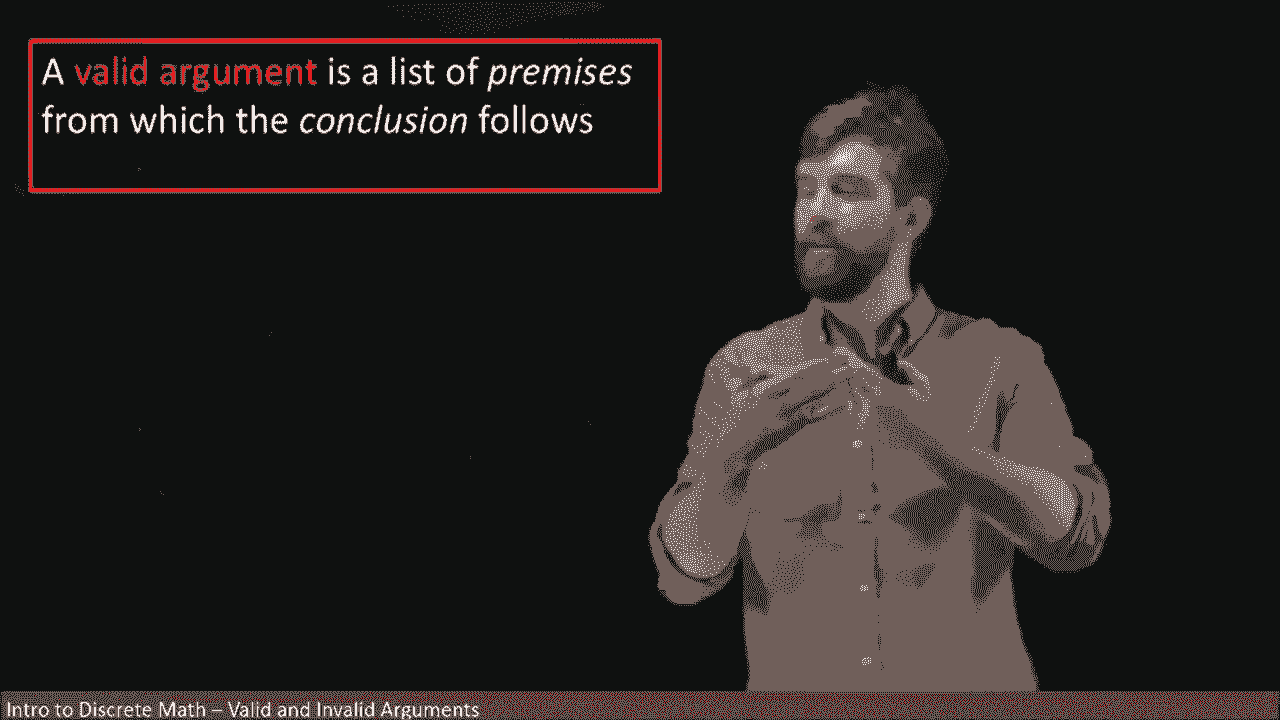 A valid argument is a list of premises
from which the conclusion follows
Intro to Discrete Math – Valid and Invalid Arguments